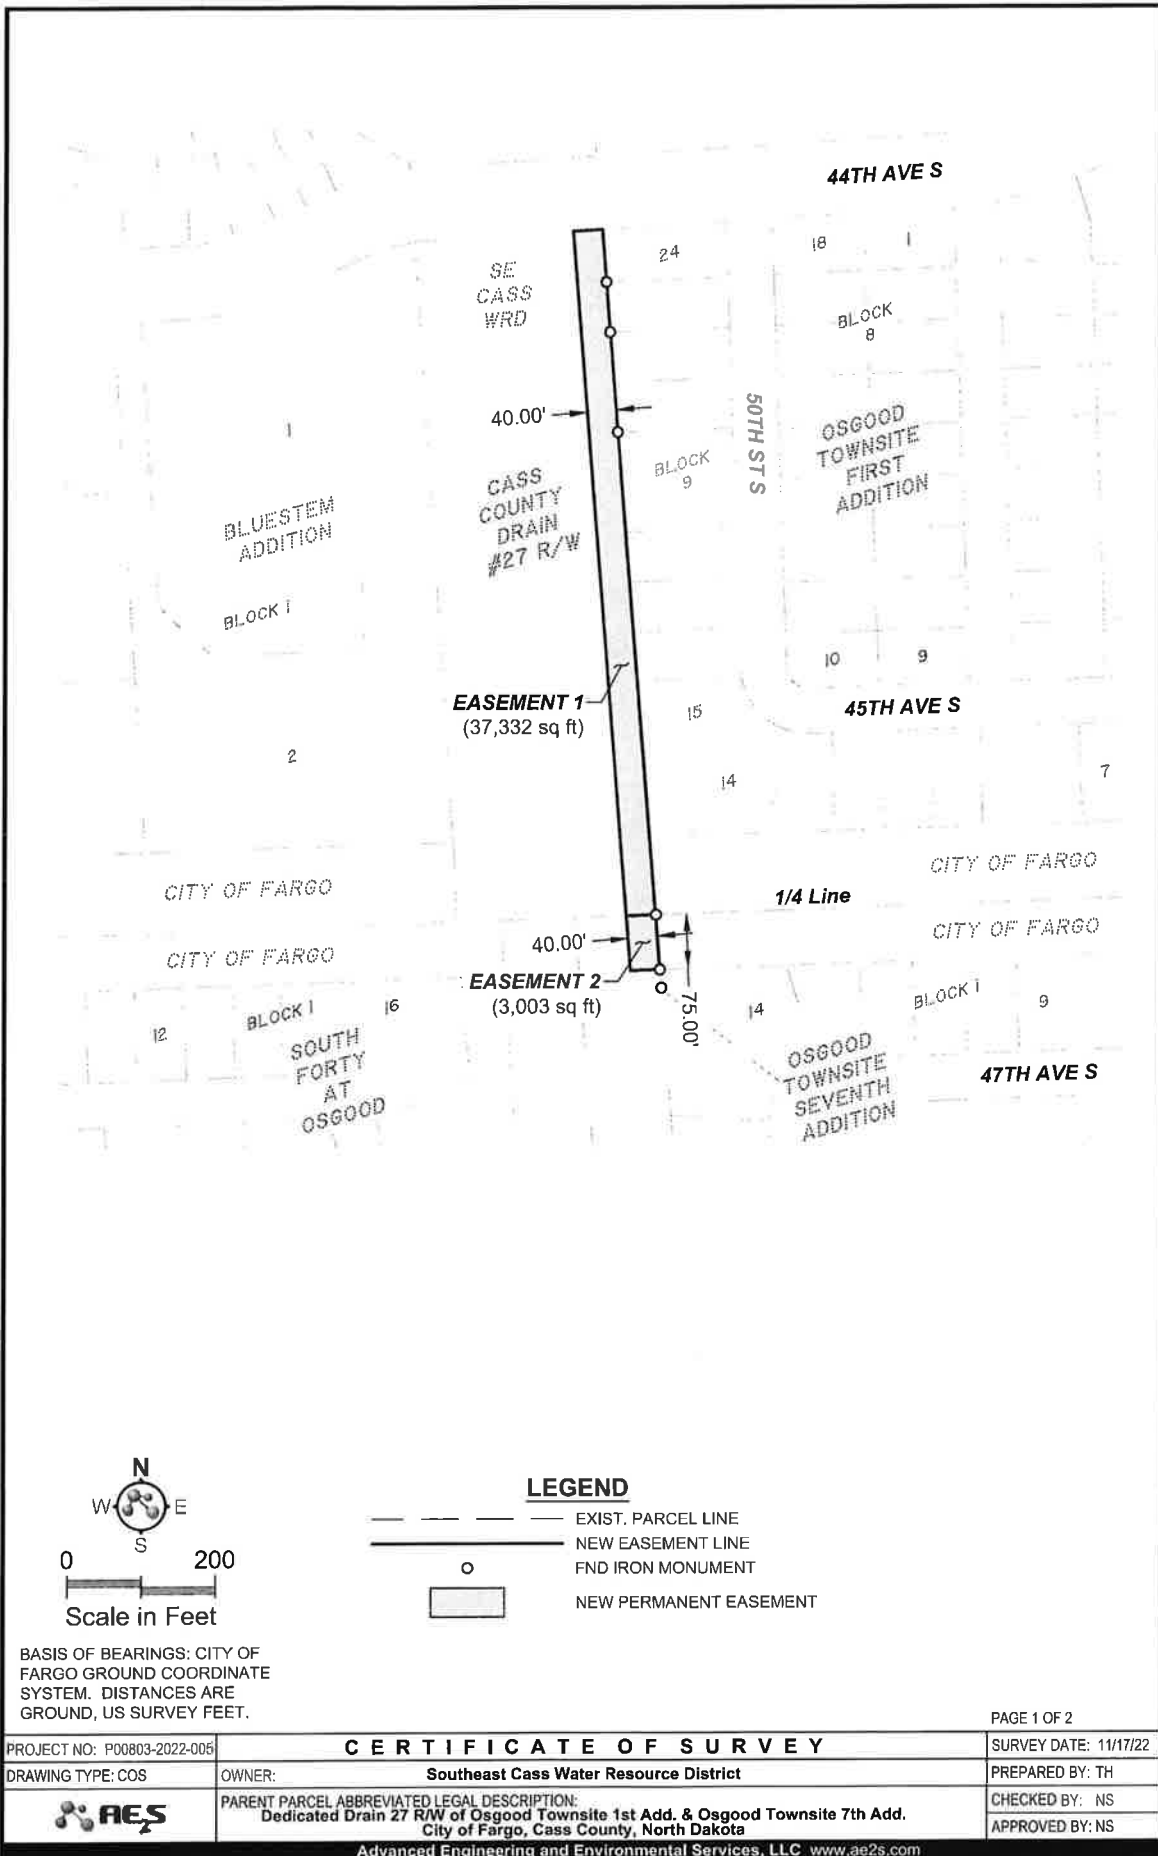 44TH AVE S
24
18
1
SE
CASS
WRD
BLOCK
8
40.00'
1
50TH ST S
OSGOOD
TOWNSITE
FIRST
ADDITION
BLOCK
9
CASS
COUNTY
DRAIN
#27 R/W
BLUESTEM
ADDITION
BLOCK 1
10
9
EASEMENT 1
(37,332 sq ft)
15
45TH AVE S
2
14
7
CITY OF FARGO
CITY OF FARGO
1/4 Line
CITY OF FARGO
CITY OF FARGO
40.00'
EASEMENT 2
(3,003 sq ft)
75.00'
12
BLOCK 1
16
14
BLOCK 1
9
SOUTH
FORTY
AT
OSGOOD
OSGOOD
TOWNSITE
SEVENTH
ADDITION
47TH AVE S
N
W
E
S
0 200
Scale in Feet
LEGEND
EXIST. PARCEL LINE
NEW EASEMENT LINE
FND IRON MONUMENT
NEW PERMANENT EASEMENT
BASIS OF BEARINGS: CITY OF
FARGO GROUND COORDINATE
SYSTEM. DISTANCES ARE
GROUND, US SURVEY FEET.
PAGE 1 OF 2
PROJECT NO: P00803-2022-005
CERTIFICATE OF SURVEY
SURVEY DATE: 11/17/22
DRAWING TYPE: COS
OWNER:
Southeast Cass Water Resource District
PREPARED BY: TH
AE2S
PARENT PARCEL ABBREVIATED LEGAL DESCRIPTION:
Dedicated Drain 27 R/W of Osgood Townsite 1st Add. & Osgood Townsite 7th Add.
City of Fargo, Cass County, North Dakota
CHECKED BY: NS
APPROVED BY: NS
Advanced Engineering and Environmental Services, LLC www.ae2s.com